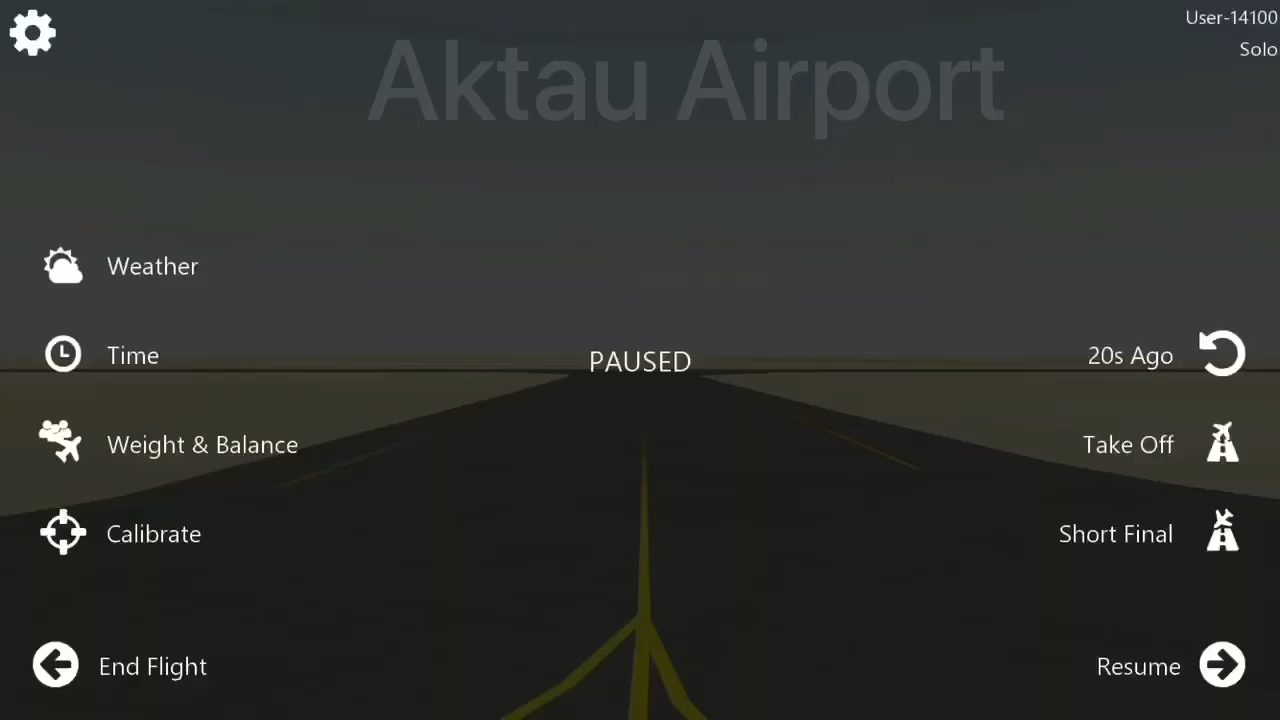 User-14100
Solo
Aktau Airport
Weather
Time
PAUSED
20s Ago
Weight & Balance
Take Off
Calibrate
Short Final
End Flight
Resume